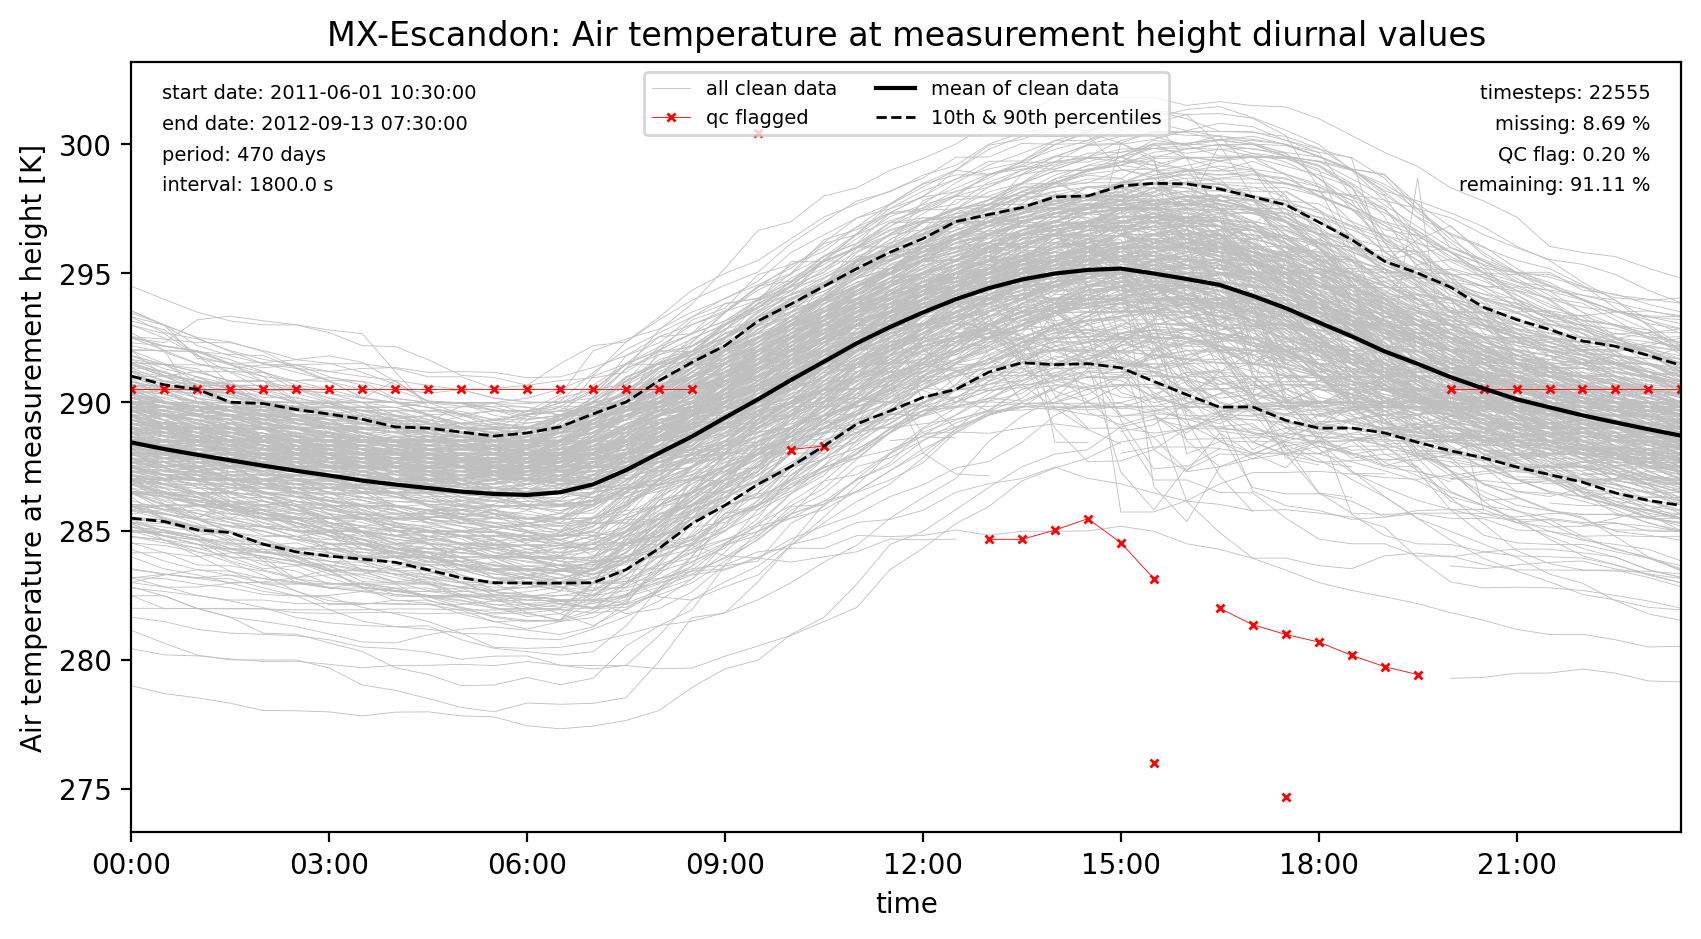 MX-Escandon: Air temperature at measurement height diurnal values
start date: 2011-06-01 10:30:00
end date: 2012-09-13 07:30:00
period: 470 days
interval: 1800.0 s
all clean data
qc flagged
mean of clean data
10th & 90th percentiles
timesteps: 22555
missing: 8.69 %
QC flag: 0.20 %
remaining: 91.11 %
Air temperature at measurement height [K]
300
295
290
285
280
275
00:00 03:00 06:00 09:00 12:00 15:00 18:00 21:00
time